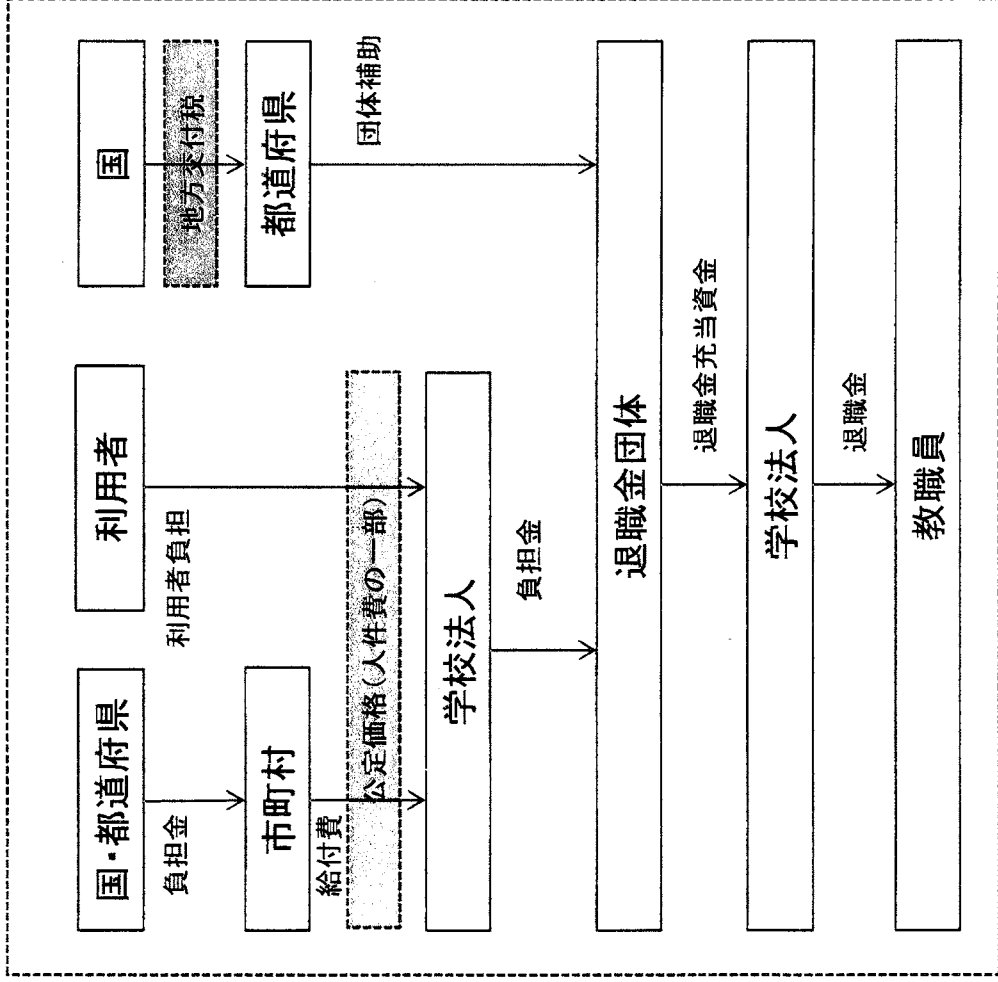 国・都道府県
利用者
国
負担金
利用者負担
地方交付税
市町村
都道府県
給付費
団体補助
公定価格(人件費の一部)
学校法人
負担金
退職金団体
退職金充当資金
学校法人
退職金
教職員